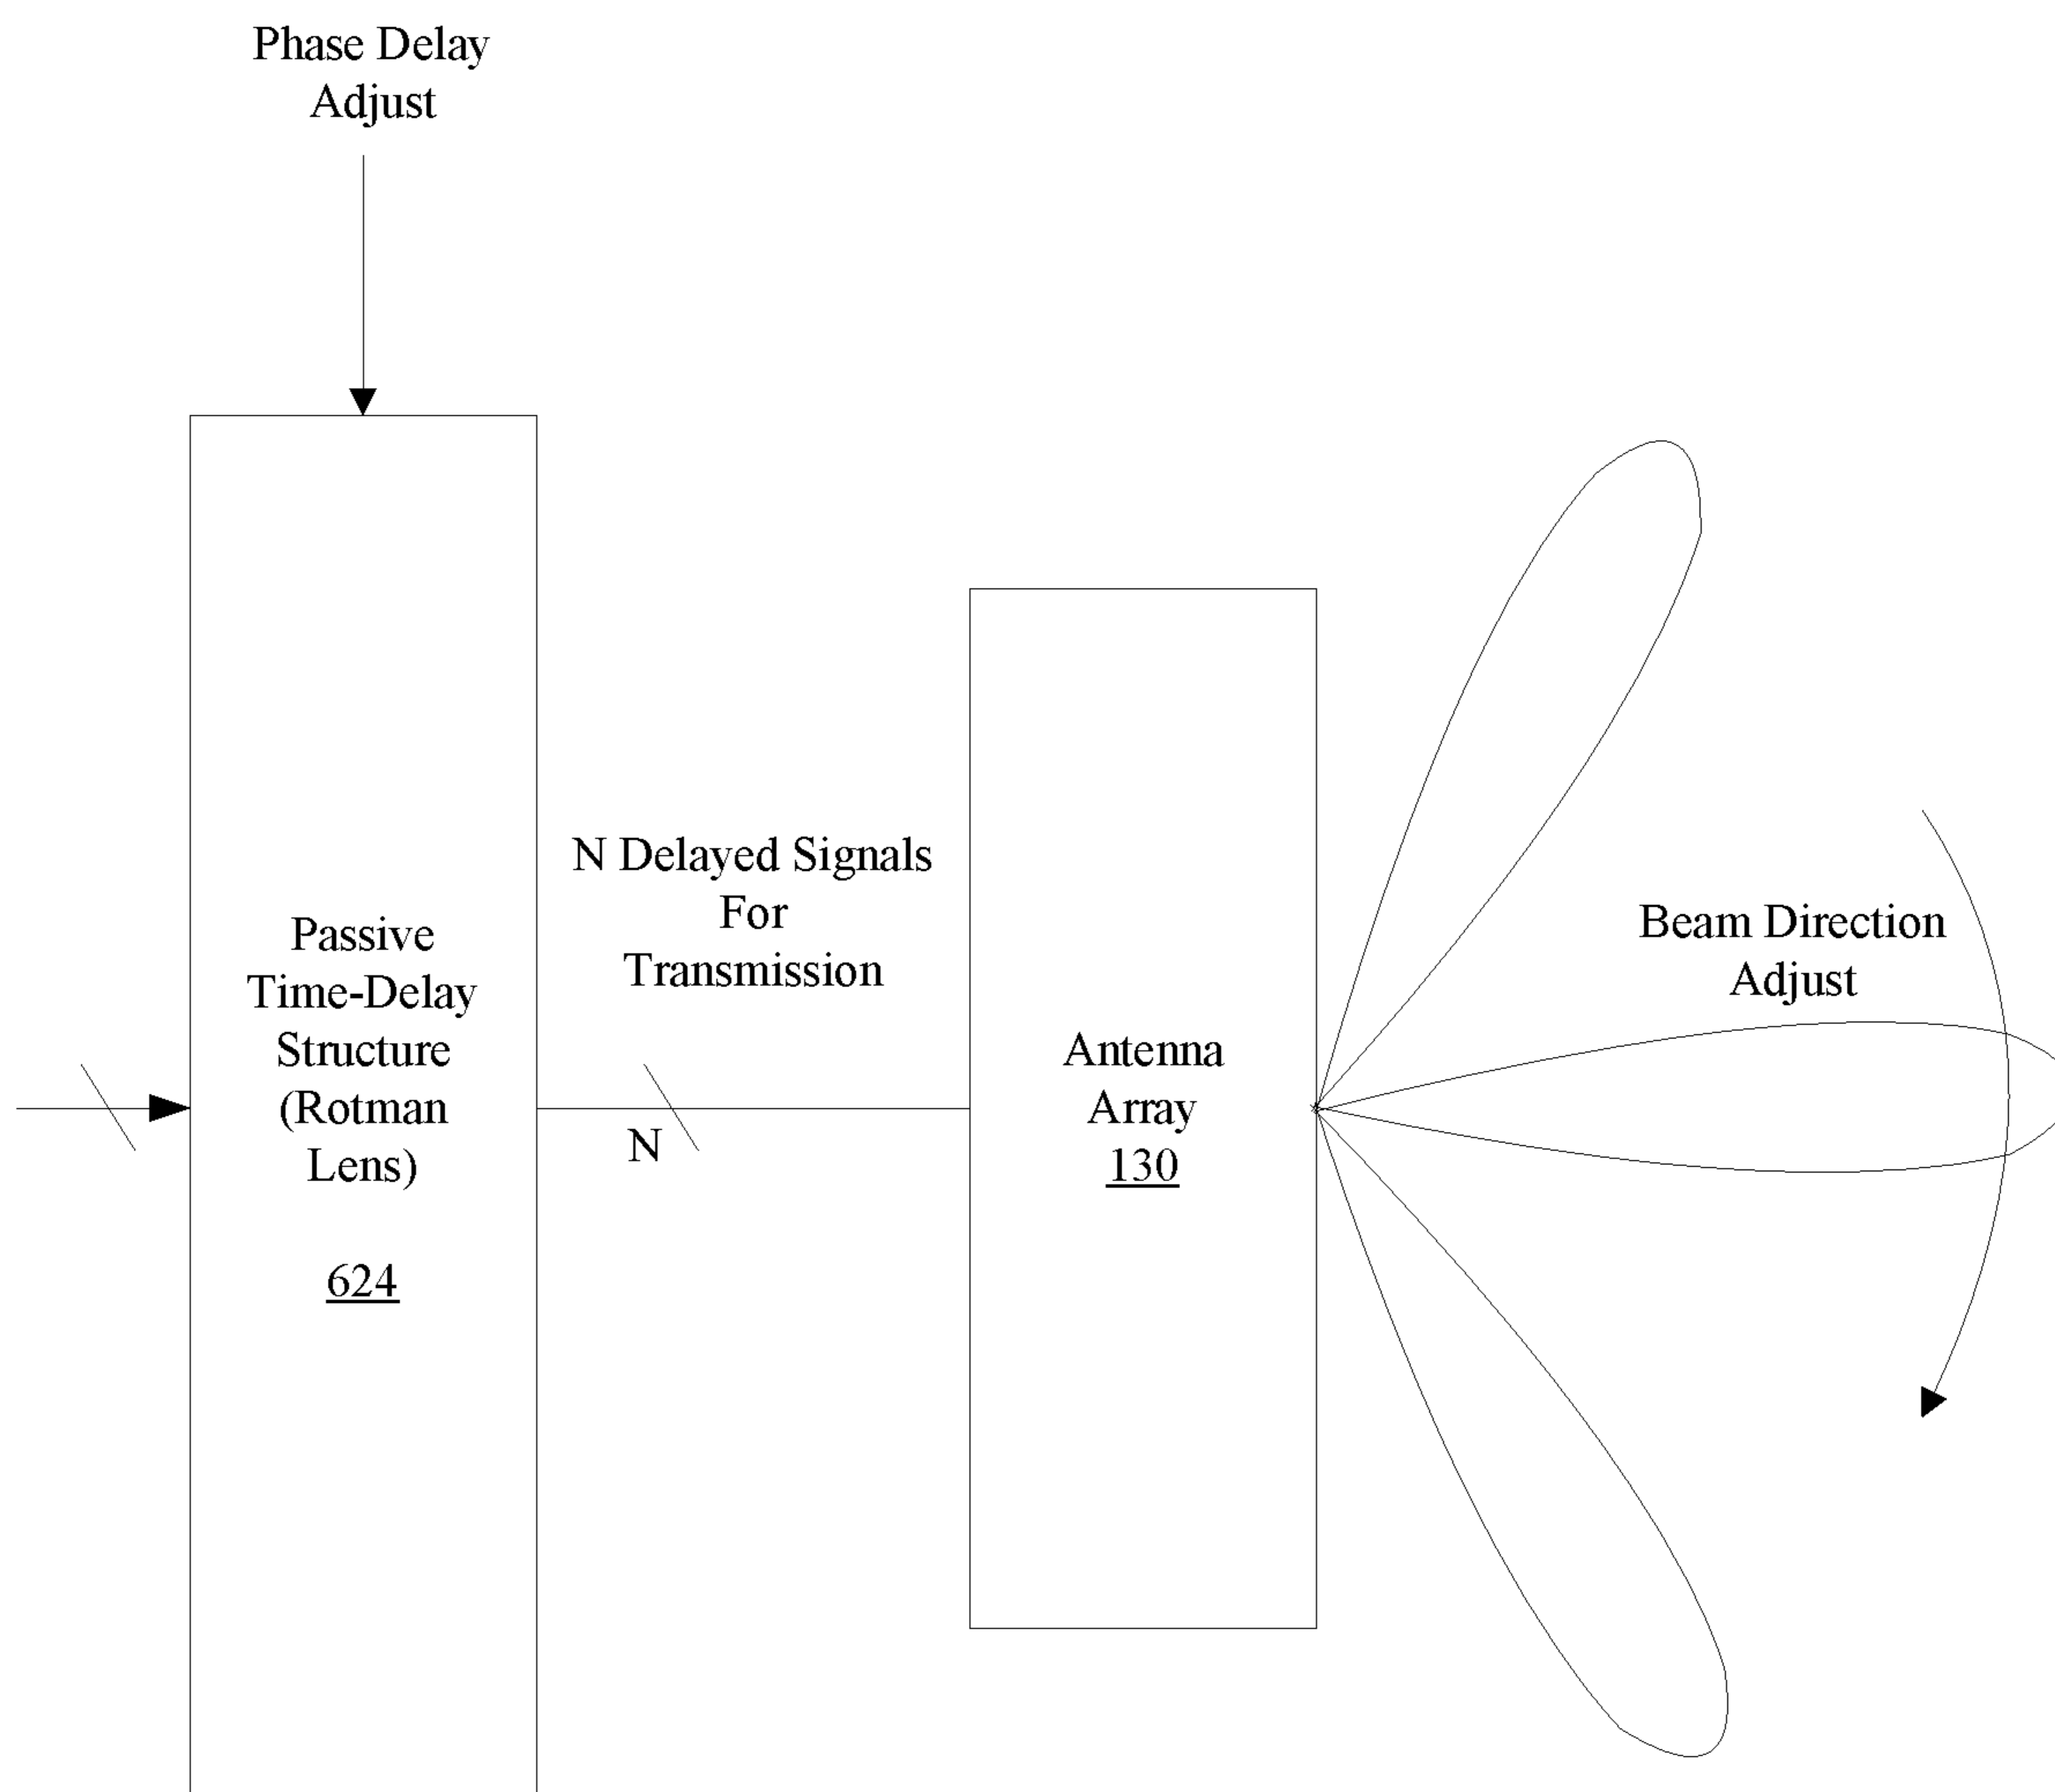 Phase Delay
Adjust
N Delayed Signals
For
Transmission
Passive
Time-Delay
Structure
(Rotman
Lens)
624
N
Antenna
Array
130
Beam Direction
Adjust